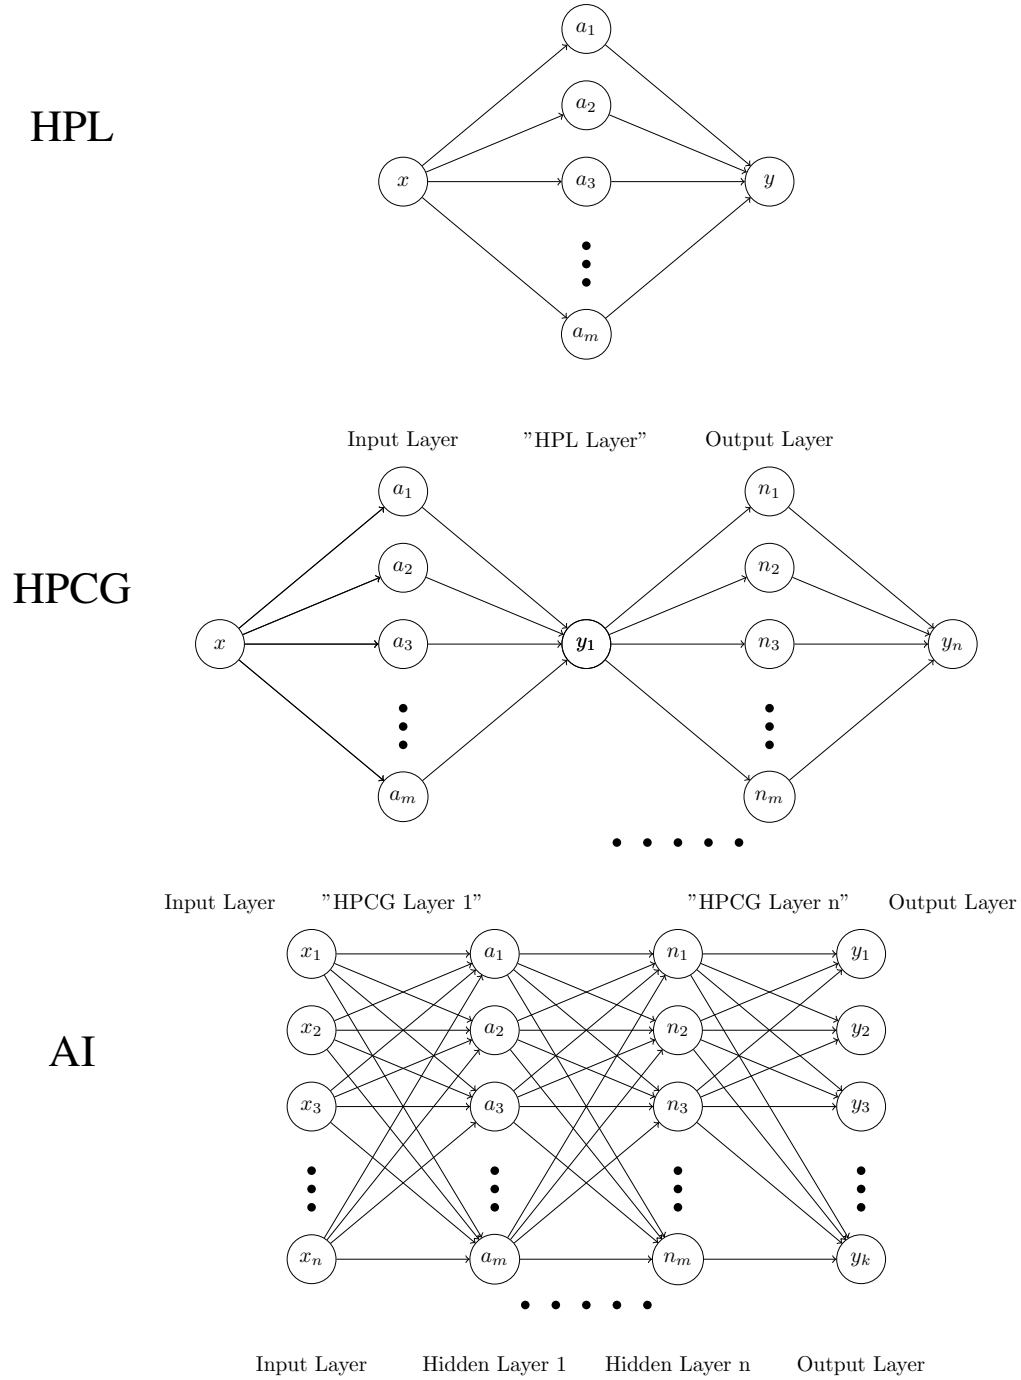 a1
a2
HPL
x a3 y
am
Input Layer ”HPL Layer” Output Layer
a1 n1
a2 n2
HPCG
x a3 y1 n3 yn
am nm
Input Layer ”HPCG Layer 1” ”HPCG Layer n” Output Layer
x1 a1 n1 y1
x2 a2 n2 y2
AI
x3 a3 n3 y3
xn am nm yk
Input Layer Hidden Layer 1 Hidden Layer n Output Layer